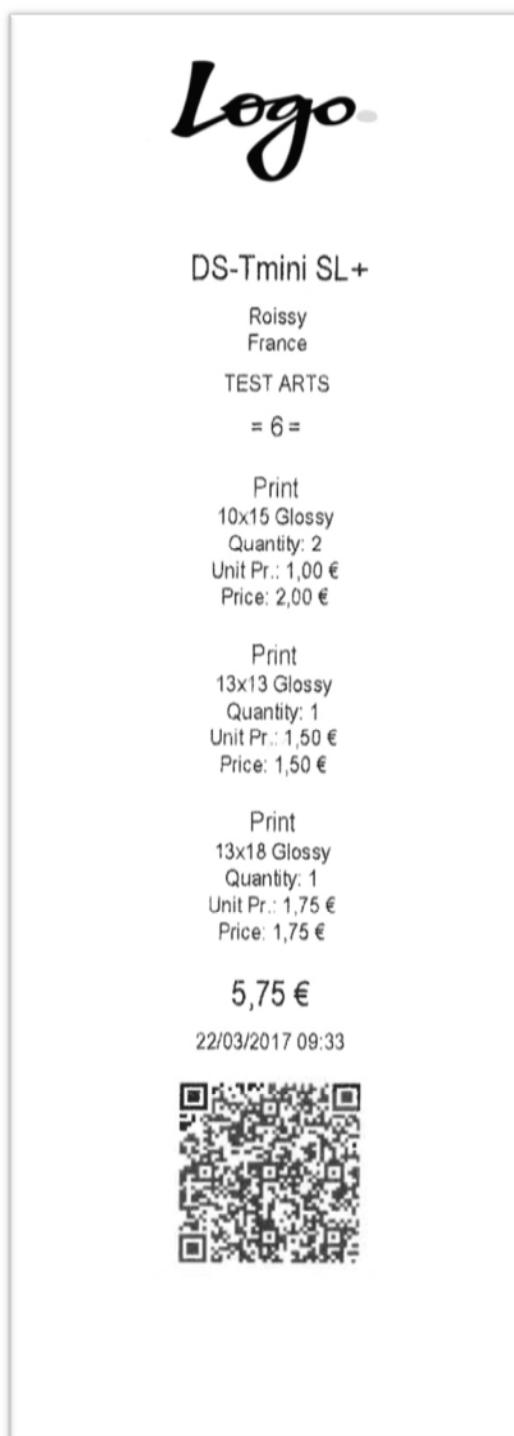 Logo
DS-Tmini SL+
Roissy
France
TEST ARTS
= 6 =
Print
10x15 Glossy
Quantity: 2
Unit Pr.: 1,00 €
Price: 2,00 €
Print
13x13 Glossy
Quantity: 1
Unit Pr.: 1,50 €
Price: 1,50 €
Print
13x18 Glossy
Quantity: 1
Unit Pr.: 1,75 €
Price: 1,75 €
5,75 €
22/03/2017 09:33